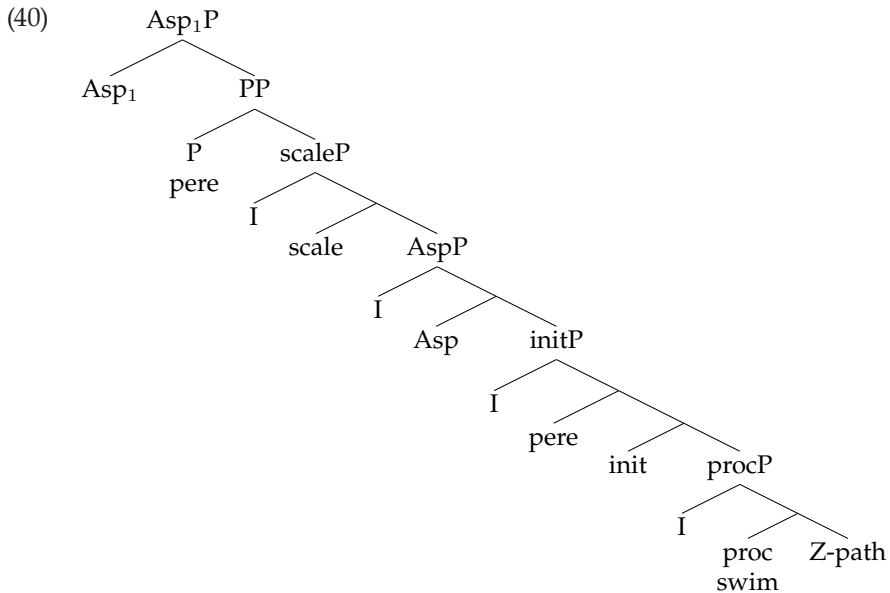 (40) Asp₁P
Asp₁ PP
P scaleP
pere
I
scale AspP
I
Asp initP
I
pere
init procP
I
proc Z-path
swim